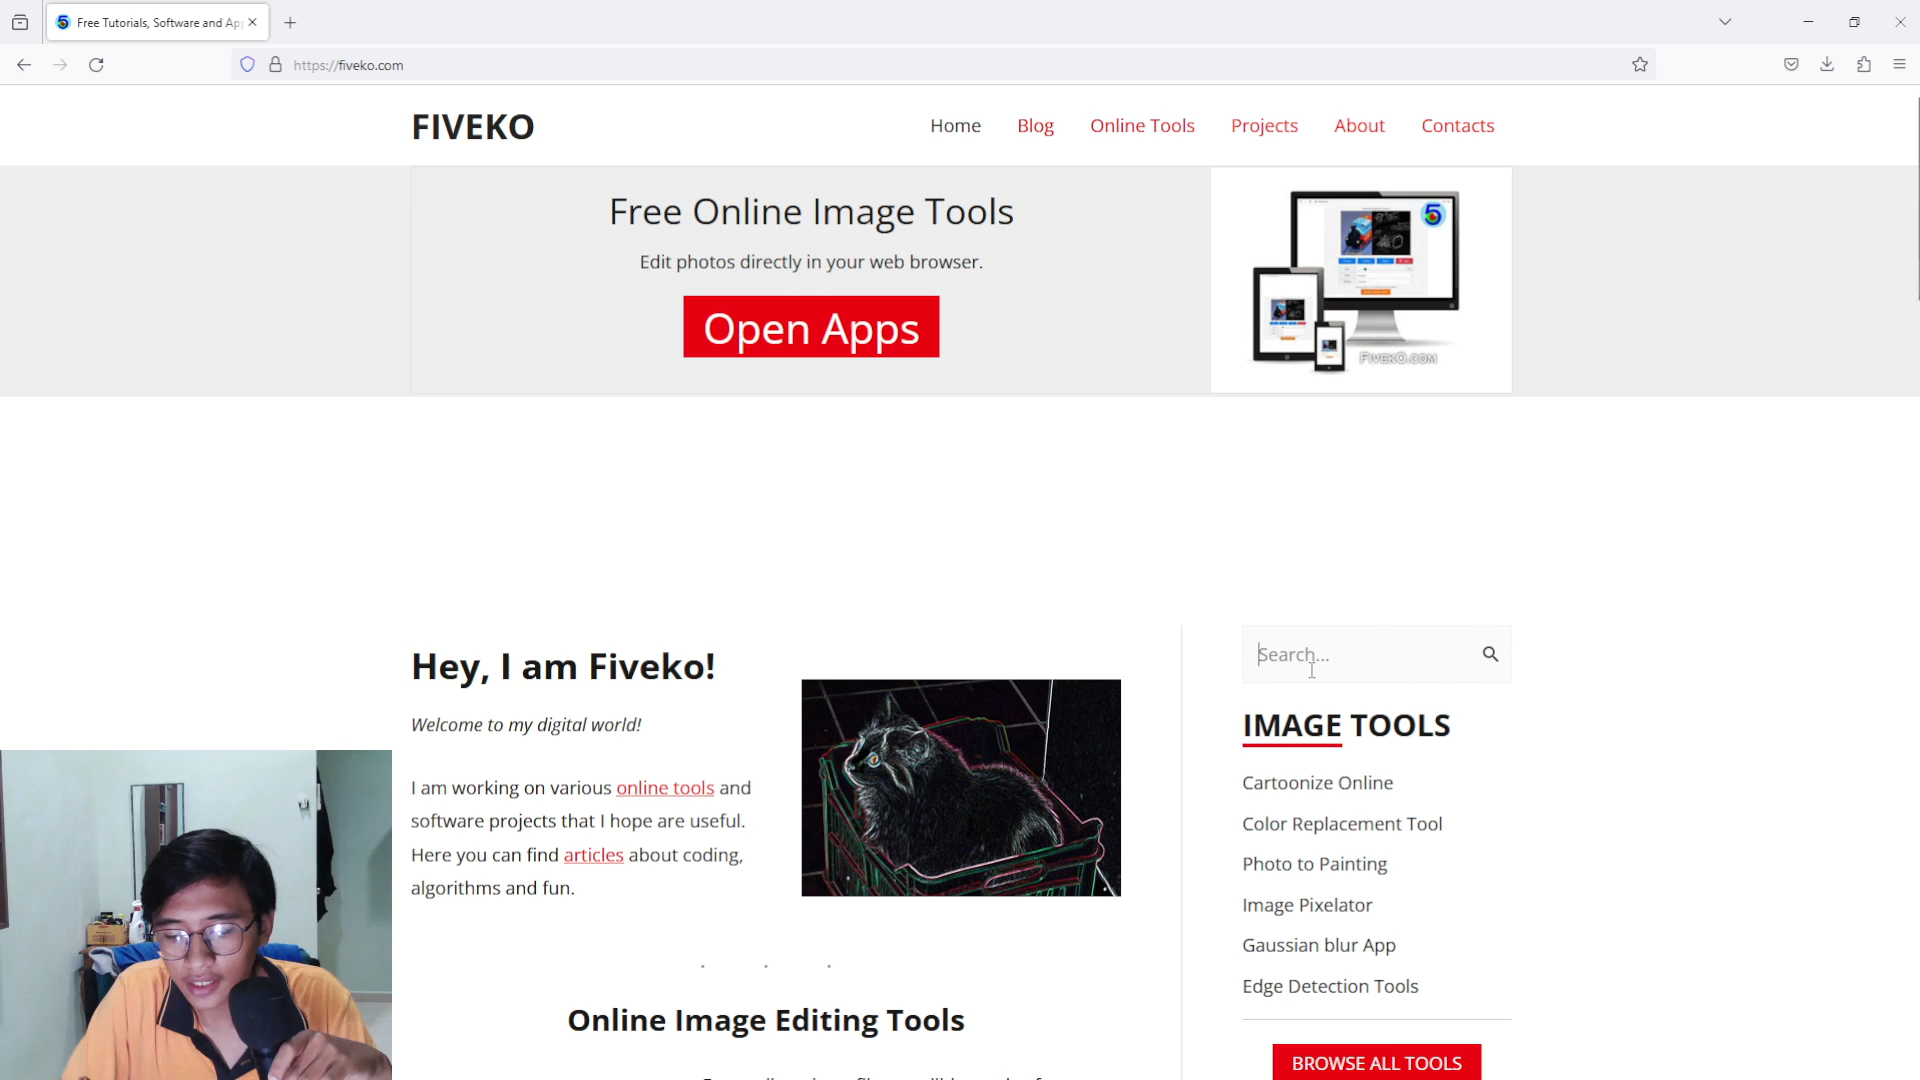 Free Tutorials, Software and App
https://fiveko.com
FIVEKO
Home
Blog
Online Tools
Projects
About
Contacts
Free Online Image Tools
Edit photos directly in your web browser.
Open Apps
FIVEKO.COM
Hey, I am Fiveko!
Welcome to my digital world!
I am working on various online tools and
software projects that I hope are useful.
Here you can find articles about coding,
algorithms and fun.
Online Image Editing Tools
Search...
IMAGE TOOLS
Cartoonize Online
Color Replacement Tool
Photo to Painting
Image Pixelator
Gaussian blur App
Edge Detection Tools
BROWSE ALL TOOLS